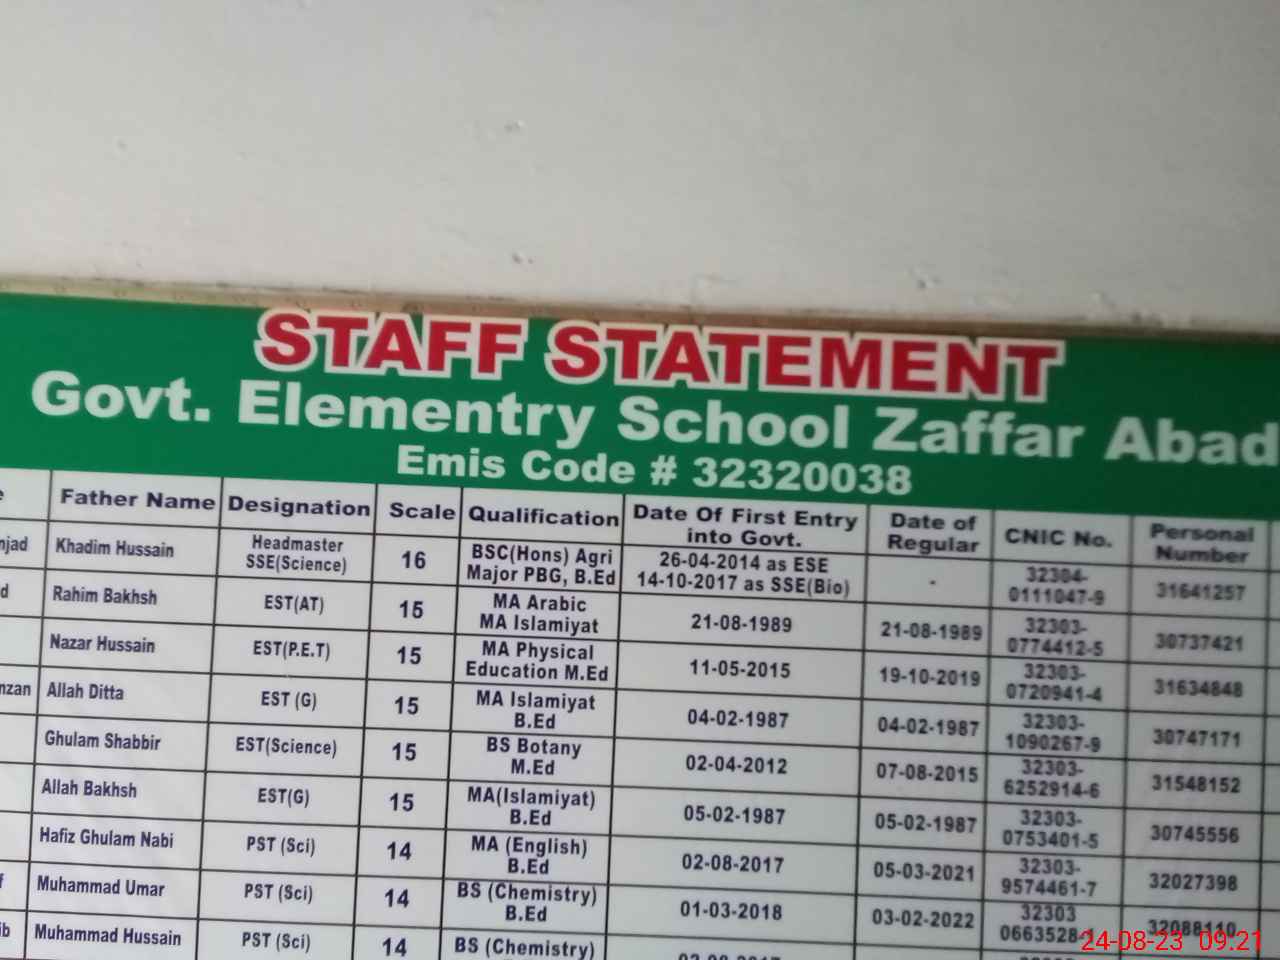 STAFF STATEMENT
Govt. Elementry School Zaffar Abad
Emis Code # 32320038
Father Name Designation Scale Qualification Date Of First Entry into Govt. Date of Regular CNIC No. Personal Number
njad Khadim Hussain Headmaster SSE(Science) 16 BSC(Hons) Agri Major PBG, B.Ed 26-04-2014 as ESE 14-10-2017 as SSE(Bio) - 32304-0111047-9 31641257
d Rahim Bakhsh EST(AT) 15 MA Arabic MA Islamiyat 21-08-1989 21-08-1989 32303-0774412-5 30737421
Nazar Hussain EST(P.E.T) 15 MA Physical Education M.Ed 11-05-2015 19-10-2019 32303-0720941-4 31634848
nzan Allah Ditta EST (G) 15 MA Islamiyat B.Ed 04-02-1987 04-02-1987 32303-1090267-9 30747171
Ghulam Shabbir EST(Science) 15 BS Botany M.Ed 02-04-2012 07-08-2015 32303-6252914-6 31548152
Allah Bakhsh EST(G) 15 MA(Islamiyat) B.Ed 05-02-1987 05-02-1987 32303-0753401-5 30745556
Hafiz Ghulam Nabi PST (Sci) 14 MA (English) B.Ed 02-08-2017 05-03-2021 32303-9574461-7 32027398
f Muhammad Umar PST (Sci) 14 BS (Chemistry) B.Ed 01-03-2018 03-02-2022 32303 32088110
ib Muhammad Hussain PST (Sci) 14 BS (Chemistry)
24-08-23 09:21